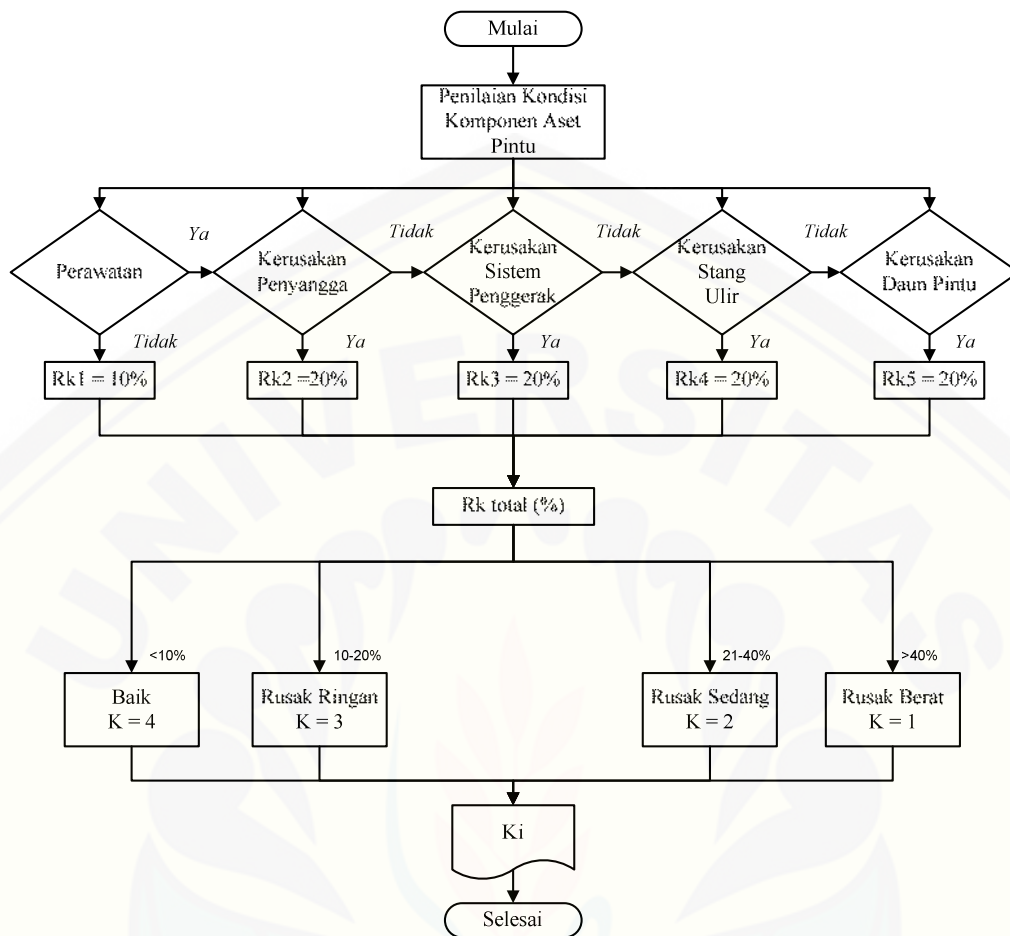 Mulai
Penilaian Kondisi
Komponen Aset
Pintu
Ya
Tidak
Tidak
Tidak
Perawatan
Kerusakan
Penyangga
Kerusakan
Sistem
Penggerak
Kerusakan
Stang
Ulir
Kerusakan
Daun Pintu
Tidak
Ya
Ya
Ya
Ya
Rk1 = 10%
Rk2 =20%
Rk3 = 20%
Rk4 = 20%
Rk5 = 20%
Rk total (%)
<10%
10-20%
21-40%
>40%
Baik
K = 4
Rusak Ringan
K = 3
Rusak Sedang
K = 2
Rusak Berat
K = 1
Ki
Selesai
UNIVERSITAS